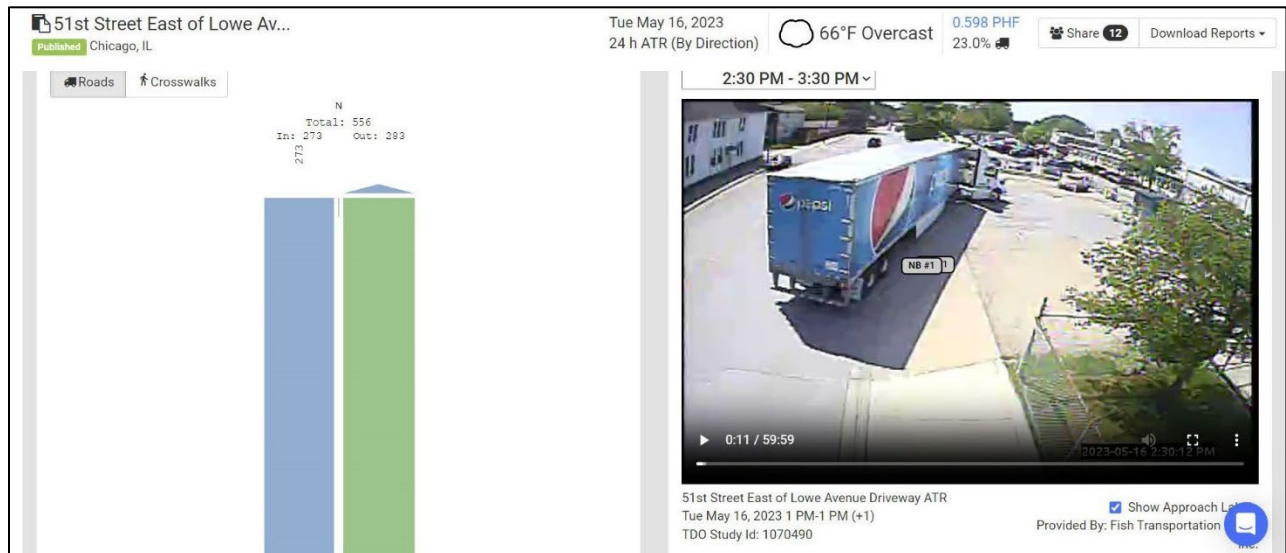 51st Street East of Lowe Av...
Published Chicago, IL
Tue May 16, 2023
24 h ATR (By Direction)
66°F Overcast
0.598 PHF
23.0%
Share 12
Download Reports
Roads
Crosswalks
N
Total: 556
In: 273 Out: 283
273
2:30 PM - 3:30 PM
pepsi
NB #1
0:11 / 59:59
2023-05-16 2:30:12 PM
51st Street East of Lowe Avenue Driveway ATR
Tue May 16, 2023 1 PM-1 PM (+1)
TDO Study Id: 1070490
Show Approach
Provided By: Fish Transportation